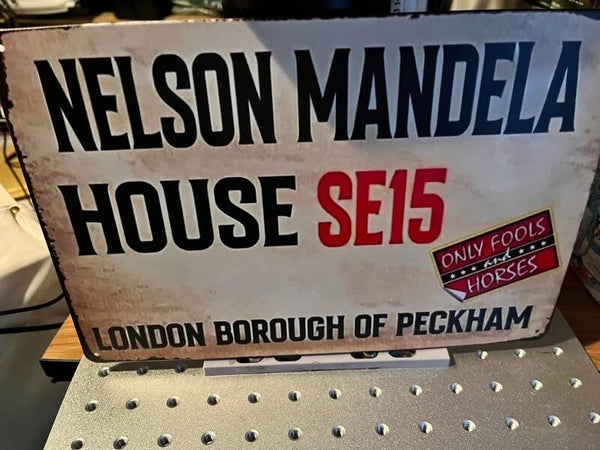 NELSON MANDELA
HOUSE SE15
ONLY FOOLS
and
HORSES
LONDON BOROUGH OF PECKHAM